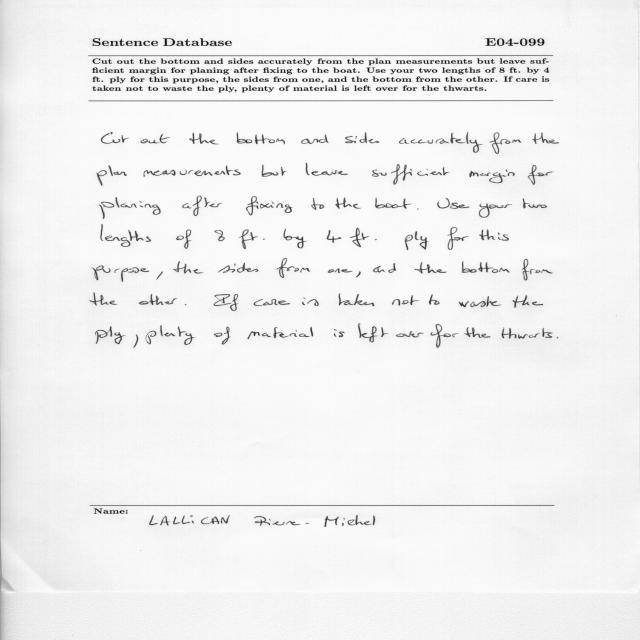 Sentence Database E04-099
Cut out the bottom and sides accurately from the plan measurements but leave suf-
ficient margin for planing after fixing to the boat. Use your two lengths of 8 ft. by 4
ft. ply for this purpose, the sides from one, and the bottom from the other. If care is
taken not to waste the ply, plenty of material is left over for the thwarts.
Cut out the bottom and sides accurately from the
plan measurements but leave sufficient margin for
planing after fixing to the boat. Use your two
lengths of 8 ft. by 4 ft. ply for this
purpose, the sides from one, and the bottom from
the other. If care is taken not to waste the
ply, plenty of material is left over for the thwarts.
Name:
LALLICAN Pierre-Michel